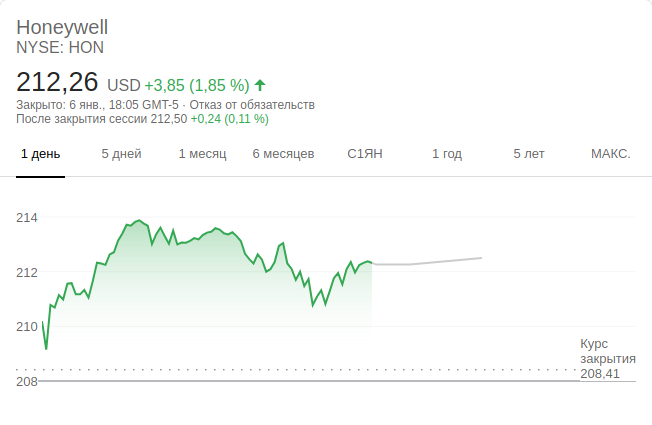 Honeywell
NYSE: HON
212,26 USD +3,85 (1,85 %)
Закрыто: 6 янв., 18:05 GMT-5 · Отказ от обязательств
После закрытия сессии 212,50 +0,24 (0,11 %)
1 день 5 дней 1 месяц 6 месяцев С1ЯН 1 год 5 лет МАКС.
214
212
210
Курс
закрытия
208,41
208